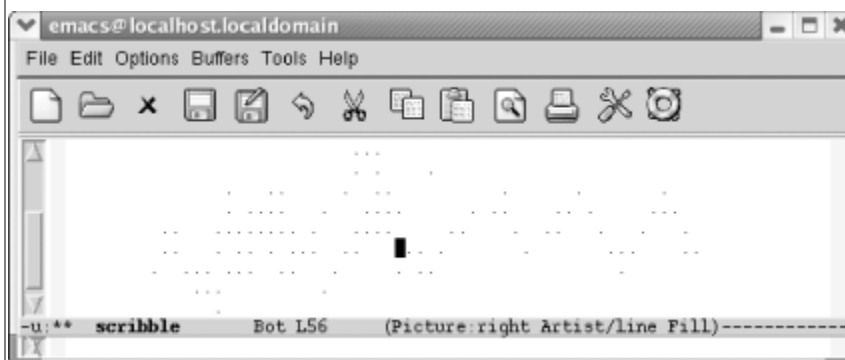 emacs@localhost.localdomain
File Edit Options Buffers Tools Help
-u:** scribble Bot L56 (Picture:right Artist/line Fill)------------